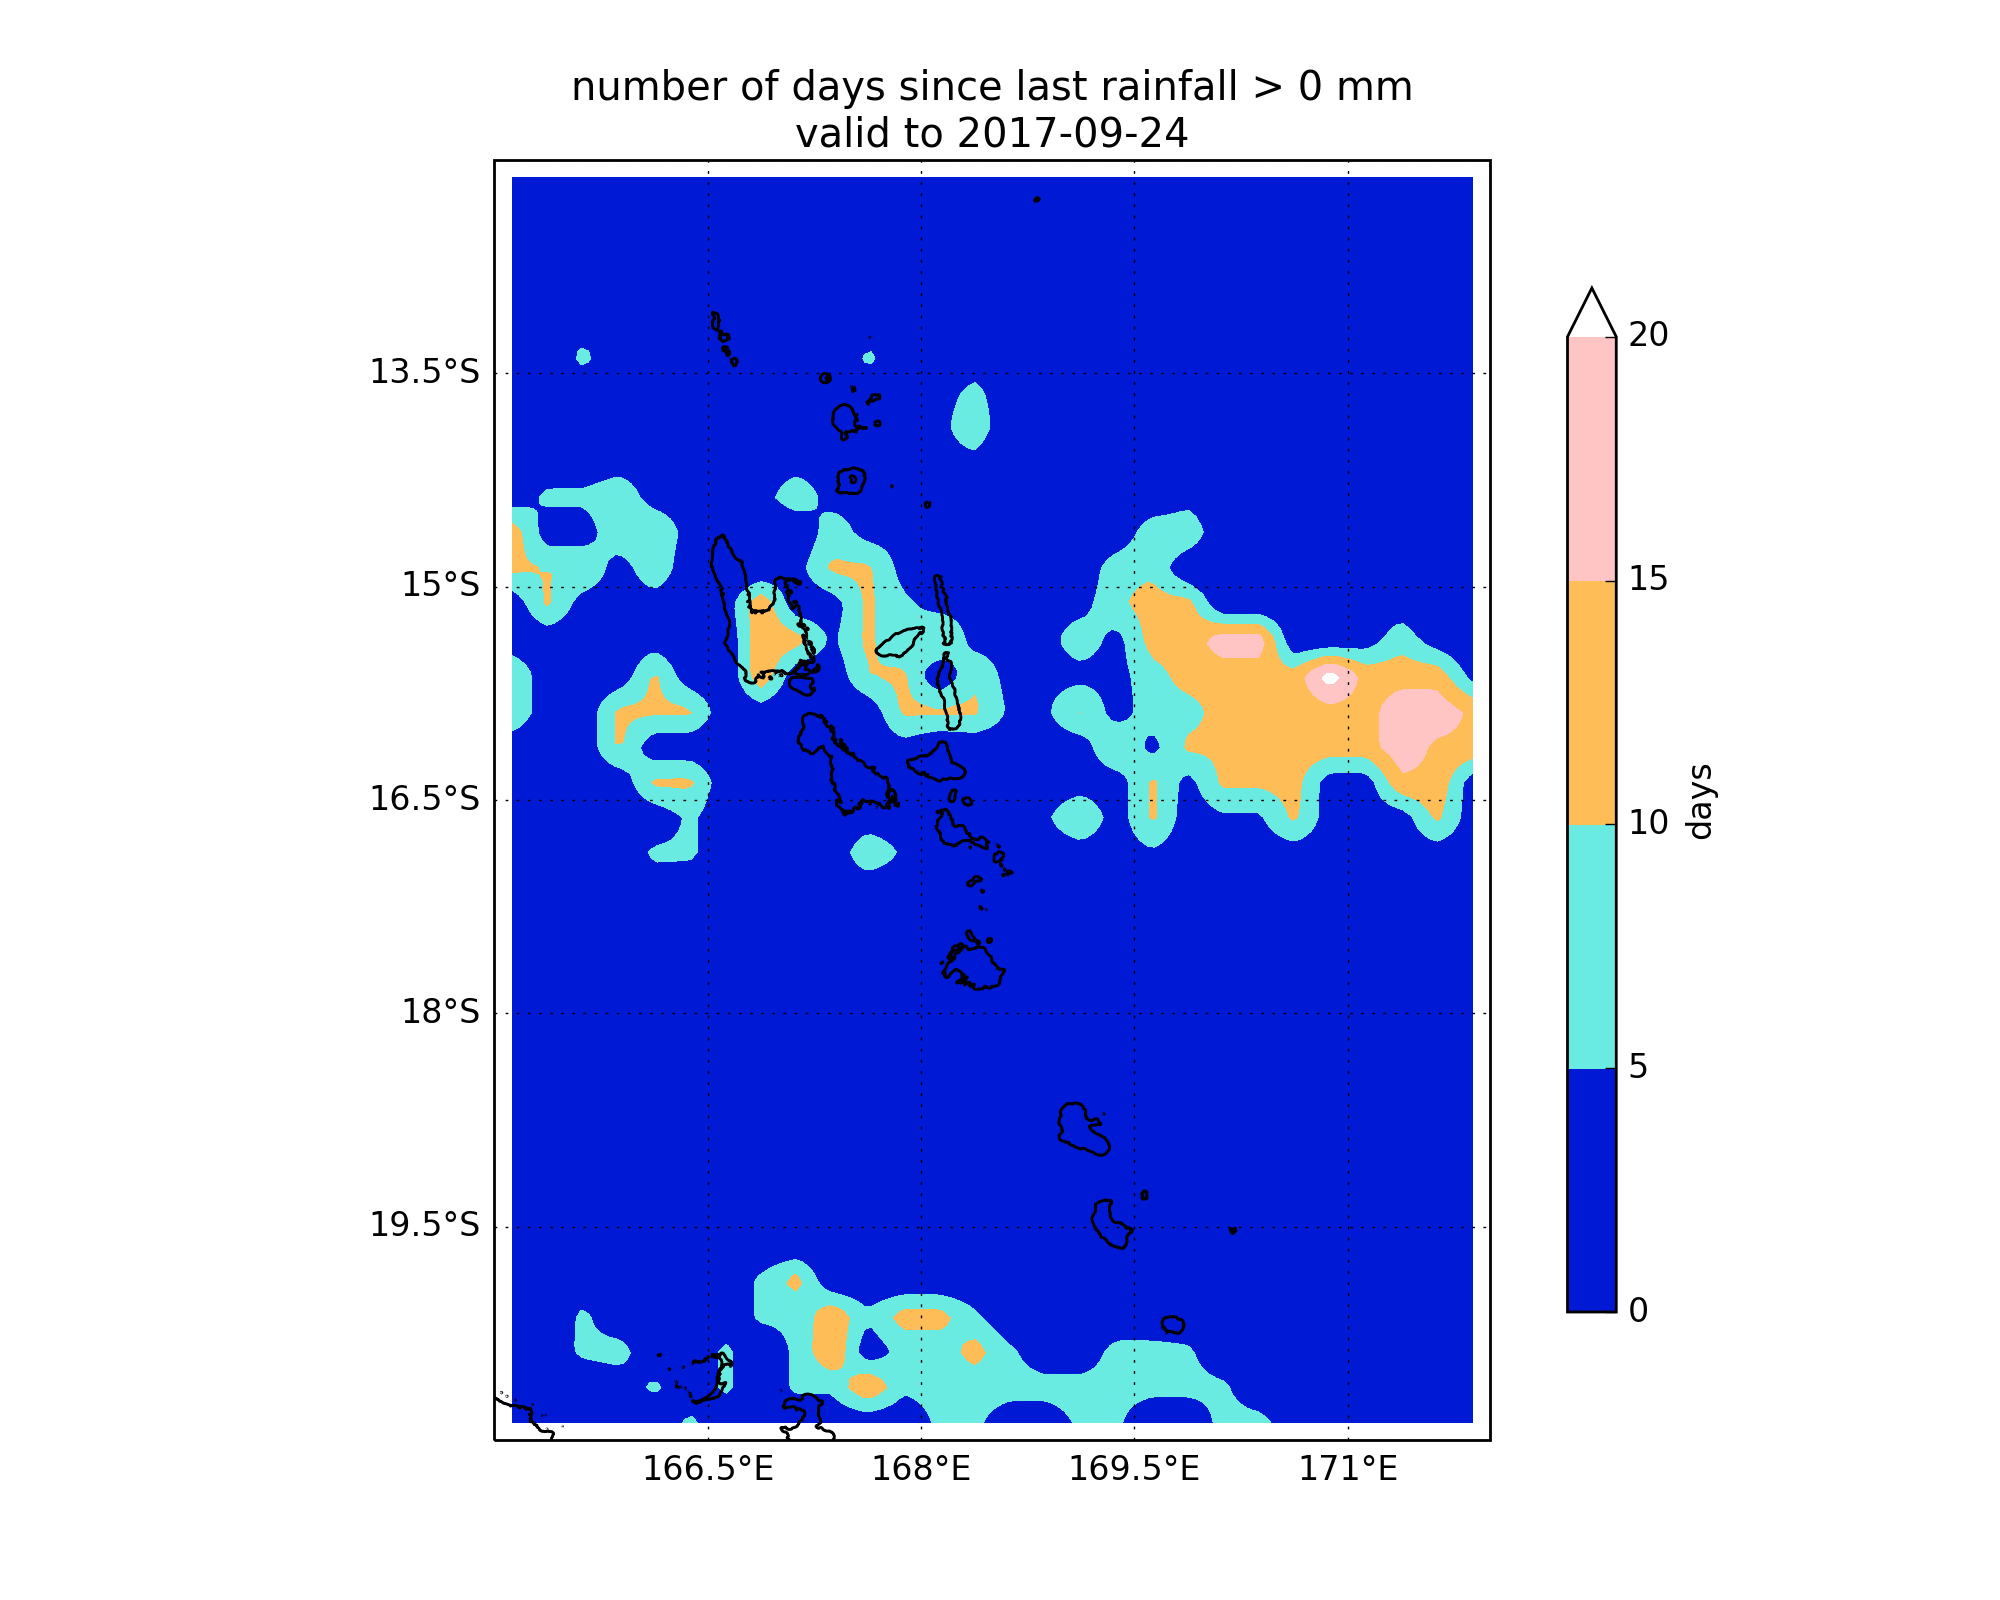 number of days since last rainfall > 0 mm
valid to 2017-09-24
13.5°S
15°S
16.5°S
18°S
19.5°S
166.5°E
168°E
169.5°E
171°E
20
15
10
5
0
days